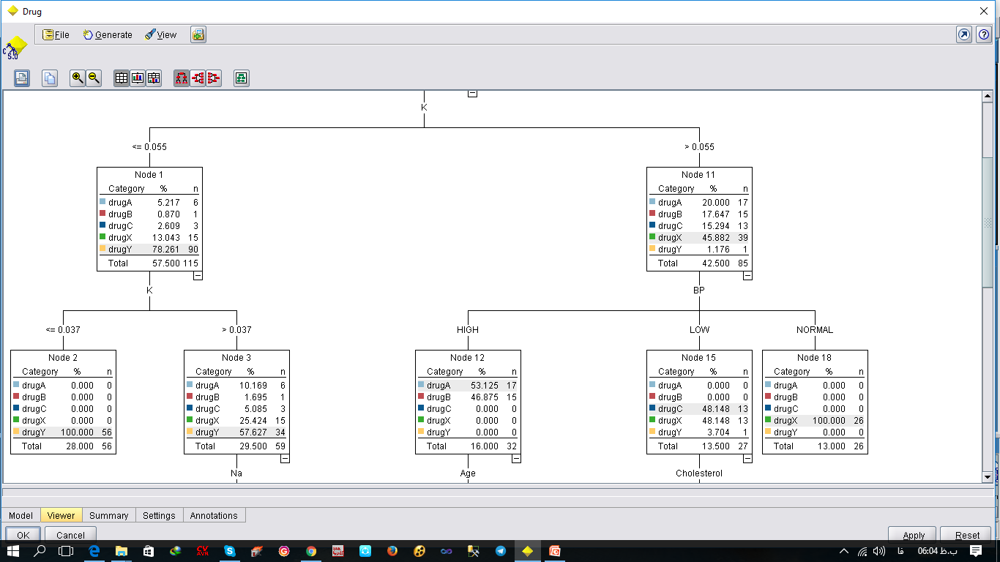 Drug
File Generate View
C 5.0
K
<= 0.055 > 0.055
Node 1
Category % n
drugA 5.217 6
drugB 0.870 1
drugC 2.609 3
drugX 13.043 15
drugY 78.261 90
Total 57.500 115
Node 11
Category % n
drugA 20.000 17
drugB 17.647 15
drugC 15.294 13
drugX 45.882 39
drugY 1.176 1
Total 42.500 85
K
BP
<= 0.037 > 0.037
HIGH LOW NORMAL
Node 2
Category % n
drugA 0.000 0
drugB 0.000 0
drugC 0.000 0
drugX 0.000 0
drugY 100.000 56
Total 28.000 56
Node 3
Category % n
drugA 10.169 6
drugB 1.695 1
drugC 5.085 3
drugX 25.424 15
drugY 57.627 34
Total 29.500 59
Node 12
Category % n
drugA 53.125 17
drugB 46.875 15
drugC 0.000 0
drugX 0.000 0
drugY 0.000 0
Total 16.000 32
Node 15
Category % n
drugA 0.000 0
drugB 0.000 0
drugC 48.148 13
drugX 48.148 13
drugY 3.704 1
Total 13.500 27
Node 18
Category % n
drugA 0.000 0
drugB 0.000 0
drugC 0.000 0
drugX 100.000 26
drugY 0.000 0
Total 13.000 26
Na
Age
Cholesterol
Model Viewer Summary Settings Annotations
OK Cancel Apply Reset
CV AVR
فا
06:04 ب.ظ